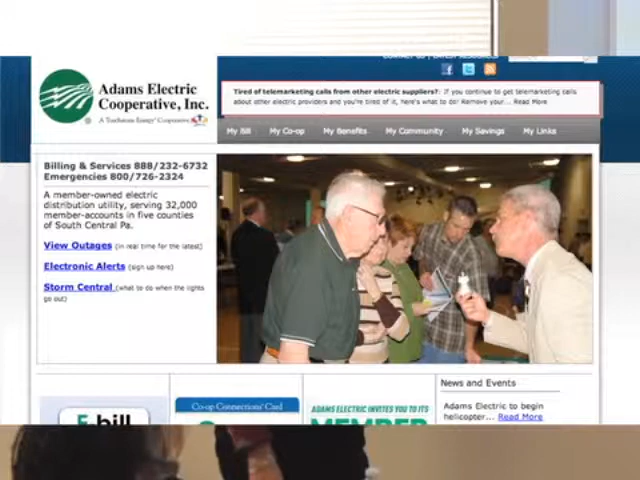 Adams Electric
Cooperative, Inc.
A Touchstone Energy® Cooperative
Tired of telemarketing calls from other electric suppliers?: If you continue to get telemarketing calls
about other electric providers and you're tired of it, here's what to do! Remove your... Read More
My Bill My Co-op My Benefits My Community My Savings My Links
Billing & Services 888/232-6732
Emergencies 800/726-2324
A member-owned electric
distribution utility, serving 32,000
member-accounts in five counties
of South Central Pa.
View Outages (in real time for the latest)
Electronic Alerts (sign up here)
Storm Central (what to do when the lights
go out)
E-bill
Co-op Connections® Card
ADAMS ELECTRIC INVITES YOU TO ITS
MEMBER
News and Events
Adams Electric to begin
helicopter... Read More